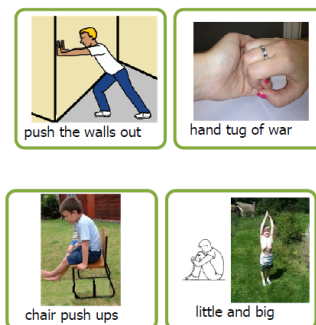 push the walls out
hand tug of war
chair push ups
little and big